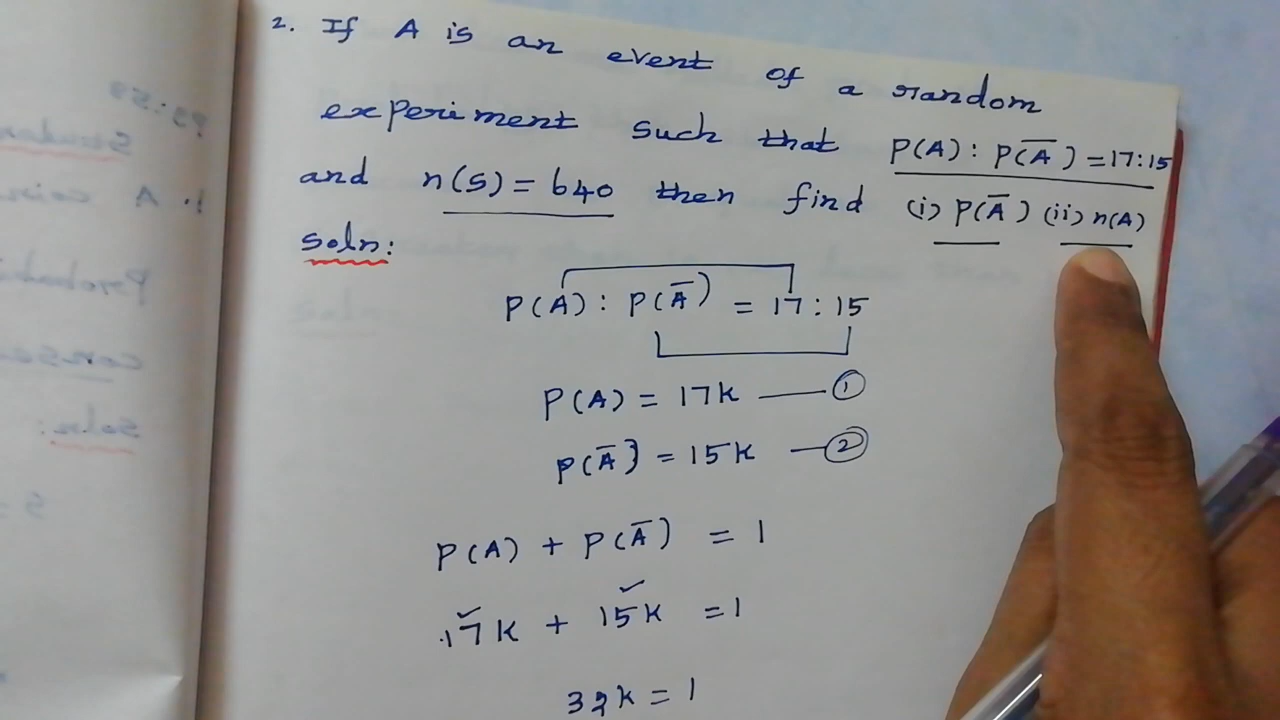 2. If A is an event of a random
experiment such that P(A) : P(A̅) = 17:15
and n(S) = 640 then find (i) P(A̅) (ii) n(A)
Soln:
P(A) : P(A̅) = 17 : 15
P(A) = 17K — ①
P(A̅) = 15K — ②
P(A) + P(A̅) = 1
17K + 15K = 1
32K = 1